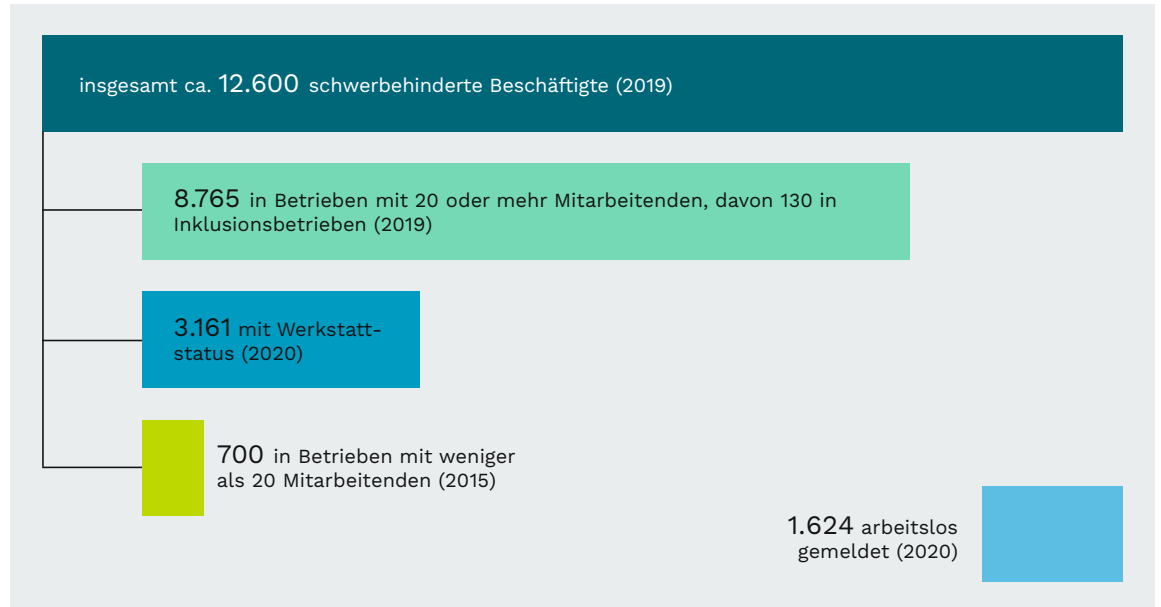 insgesamt ca. 12.600 schwerbehinderte Beschäftigte (2019)
8.765 in Betrieben mit 20 oder mehr Mitarbeitenden, davon 130 in
Inklusionsbetrieben (2019)
3.161 mit Werkstatt-
status (2020)
700 in Betrieben mit weniger
als 20 Mitarbeitenden (2015)
1.624 arbeitslos
gemeldet (2020)